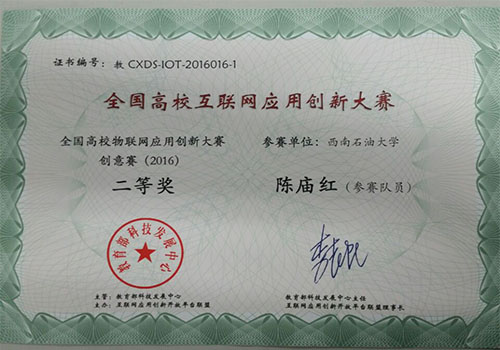 证书编号：教 CXDS-IOT-2016016-1
全国高校互联网应用创新大赛
全国高校物联网应用创新大赛
创意赛（2016）
二等奖
参赛单位：西南石油大学
陈庙红（参赛队员）
教育部科技发展中心
主管：教育部科技发展中心
主办：互联网应用创新开放平台联盟
教育部科技发展中心主任
互联网应用创新开放平台联盟理事长